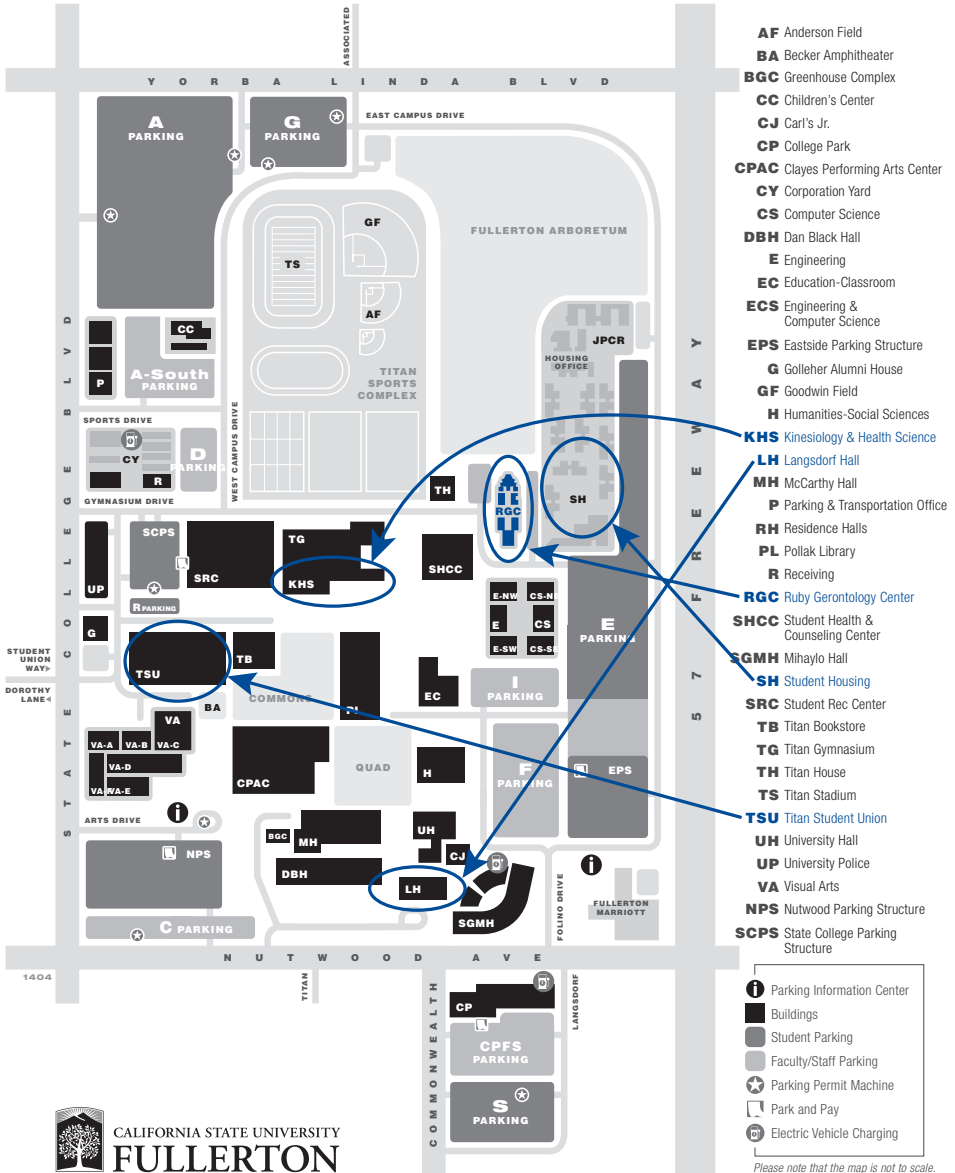 ASSOCIATED
YORBA LINDA BLVD
EAST CAMPUS DRIVE
A
PARKING
G
PARKING
GF
FULLERTON ARBORETUM
TS
AF
CC
A-South
PARKING
P
TITAN
SPORTS
COMPLEX
JPCR
HOUSING
OFFICE
SPORTS DRIVE
CY
D
PARKING
R
WEST CAMPUS DRIVE
GYMNASIUM DRIVE
TH
RGC
SH
SCPS
UP
SRC
TG
KHS
SHCC
R PARKING
E-NW
CS-NE
E
CS
E-SW
CS-SE
E
PARKING
G
STUDENT
UNION
WAY
DOROTHY
LANE
TSU
TB
COMMONS
PL
EC
I
PARKING
BA
VA
VA-A
VA-B
VA-C
VA-D
VA-F
VA-E
CPAC
QUAD
H
F
PARKING
EPS
ARTS DRIVE
NPS
BGC
MH
UH
CJ
DBH
LH
SGMH
C PARKING
FOLINO DRIVE
FULLERTON
MARRIOTT
STATE COLLEGE BLVD
57 FREEWAY
NUTWOOD AVE
1404
TITAN
COMMONWEALTH
LANGSDORF
CP
CPFS
PARKING
S
PARKING
CALIFORNIA STATE UNIVERSITY
FULLERTON
AF Anderson Field
BA Becker Amphitheater
BGC Greenhouse Complex
CC Children's Center
CJ Carl's Jr.
CP College Park
CPAC Clayes Performing Arts Center
CY Corporation Yard
CS Computer Science
DBH Dan Black Hall
E Engineering
EC Education-Classroom
ECS Engineering &
Computer Science
EPS Eastside Parking Structure
G Golleher Alumni House
GF Goodwin Field
H Humanities-Social Sciences
KHS Kinesiology & Health Science
LH Langsdorf Hall
MH McCarthy Hall
P Parking & Transportation Office
RH Residence Halls
PL Pollak Library
R Receiving
RGC Ruby Gerontology Center
SHCC Student Health &
Counseling Center
SGMH Mihaylo Hall
SH Student Housing
SRC Student Rec Center
TB Titan Bookstore
TG Titan Gymnasium
TH Titan House
TS Titan Stadium
TSU Titan Student Union
UH University Hall
UP University Police
VA Visual Arts
NPS Nutwood Parking Structure
SCPS State College Parking
Structure
i Parking Information Center
Buildings
Student Parking
Faculty/Staff Parking
Parking Permit Machine
Park and Pay
Electric Vehicle Charging
Please note that the map is not to scale.